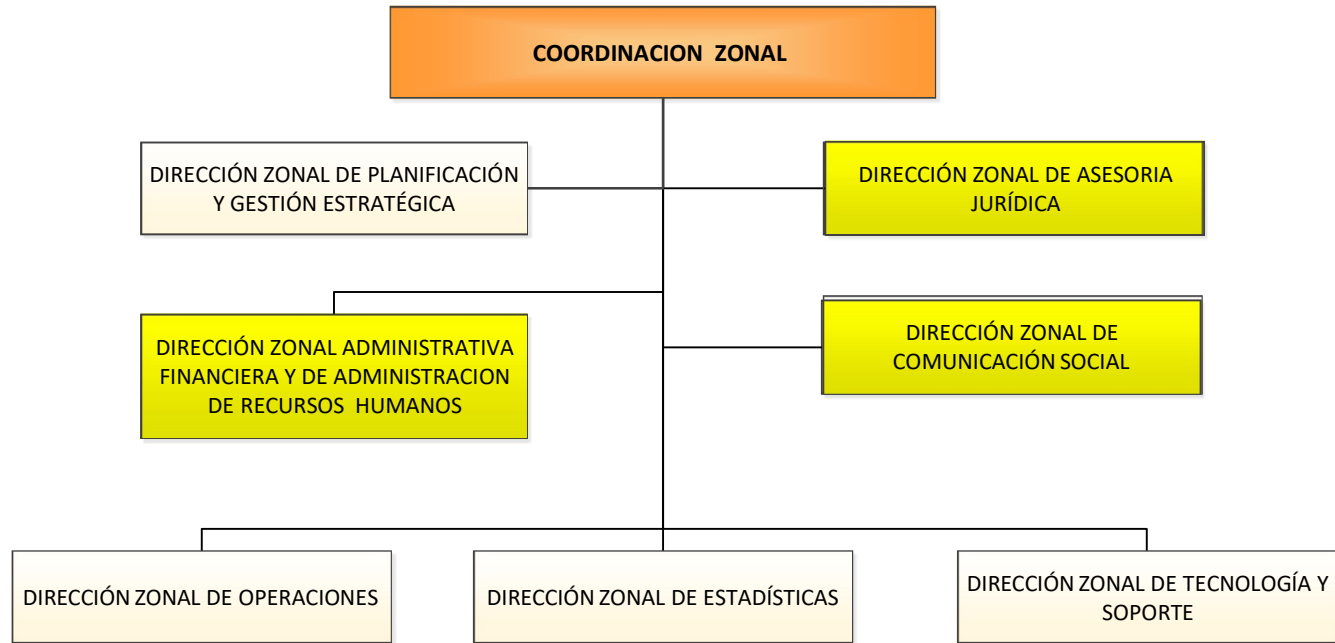 COORDINACION ZONAL
DIRECCIÓN ZONAL DE PLANIFICACIÓN
Y GESTIÓN ESTRATÉGICA
DIRECCIÓN ZONAL DE ASESORIA
JURÍDICA
DIRECCIÓN ZONAL ADMINISTRATIVA
FINANCIERA Y DE ADMINISTRACION
DE RECURSOS HUMANOS
DIRECCIÓN ZONAL DE
COMUNICACIÓN SOCIAL
DIRECCIÓN ZONAL DE OPERACIONES
DIRECCIÓN ZONAL DE ESTADÍSTICAS
DIRECCIÓN ZONAL DE TECNOLOGÍA Y
SOPORTE